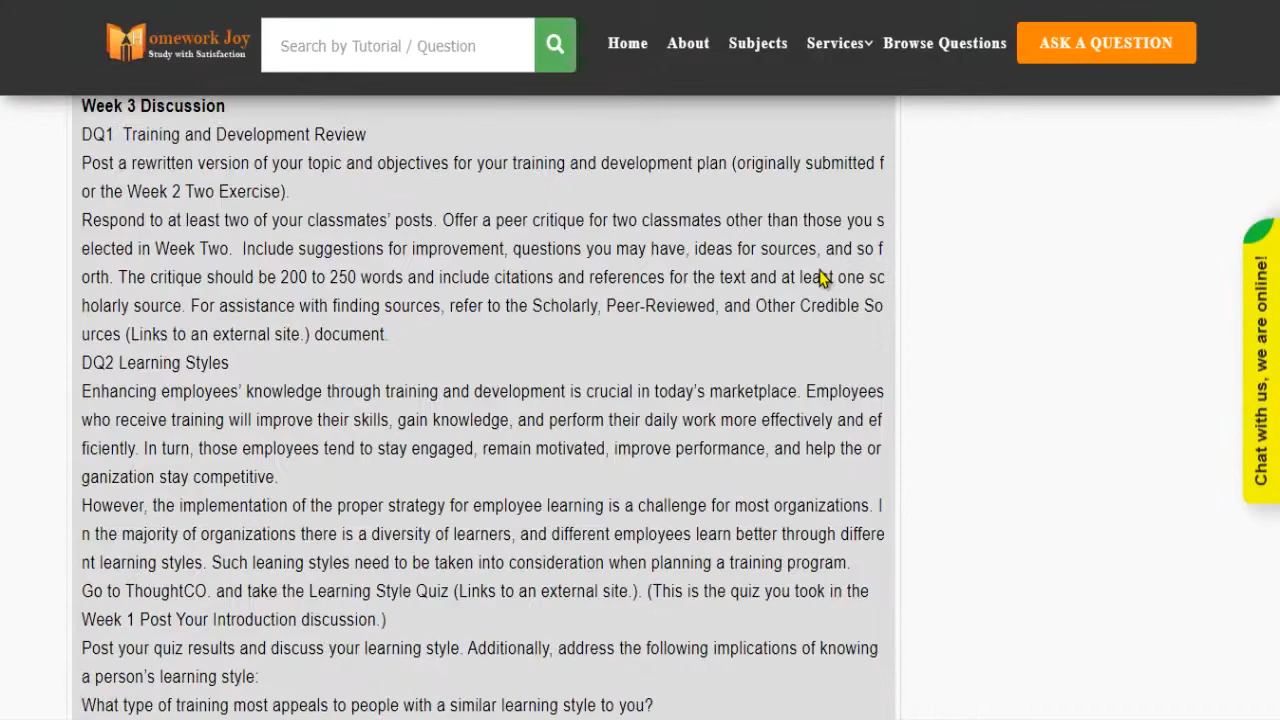 omework Joy
Study with Satisfaction
Search by Tutorial / Question
Home About Subjects Services Browse Questions
ASK A QUESTION
Week 3 Discussion
DQ1 Training and Development Review
Post a rewritten version of your topic and objectives for your training and development plan (originally submitted f
or the Week 2 Two Exercise).
Respond to at least two of your classmates’ posts. Offer a peer critique for two classmates other than those you s
elected in Week Two. Include suggestions for improvement, questions you may have, ideas for sources, and so f
orth. The critique should be 200 to 250 words and include citations and references for the text and at least one sc
holarly source. For assistance with finding sources, refer to the Scholarly, Peer-Reviewed, and Other Credible So
urces (Links to an external site.) document.
DQ2 Learning Styles
Enhancing employees’ knowledge through training and development is crucial in today’s marketplace. Employees
who receive training will improve their skills, gain knowledge, and perform their daily work more effectively and ef
ficiently. In turn, those employees tend to stay engaged, remain motivated, improve performance, and help the or
ganization stay competitive.
However, the implementation of the proper strategy for employee learning is a challenge for most organizations. I
n the majority of organizations there is a diversity of learners, and different employees learn better through differe
nt learning styles. Such leaning styles need to be taken into consideration when planning a training program.
Go to ThoughtCO. and take the Learning Style Quiz (Links to an external site.). (This is the quiz you took in the
Week 1 Post Your Introduction discussion.)
Post your quiz results and discuss your learning style. Additionally, address the following implications of knowing
a person’s learning style:
What type of training most appeals to people with a similar learning style to you?
Chat with us, we are online!